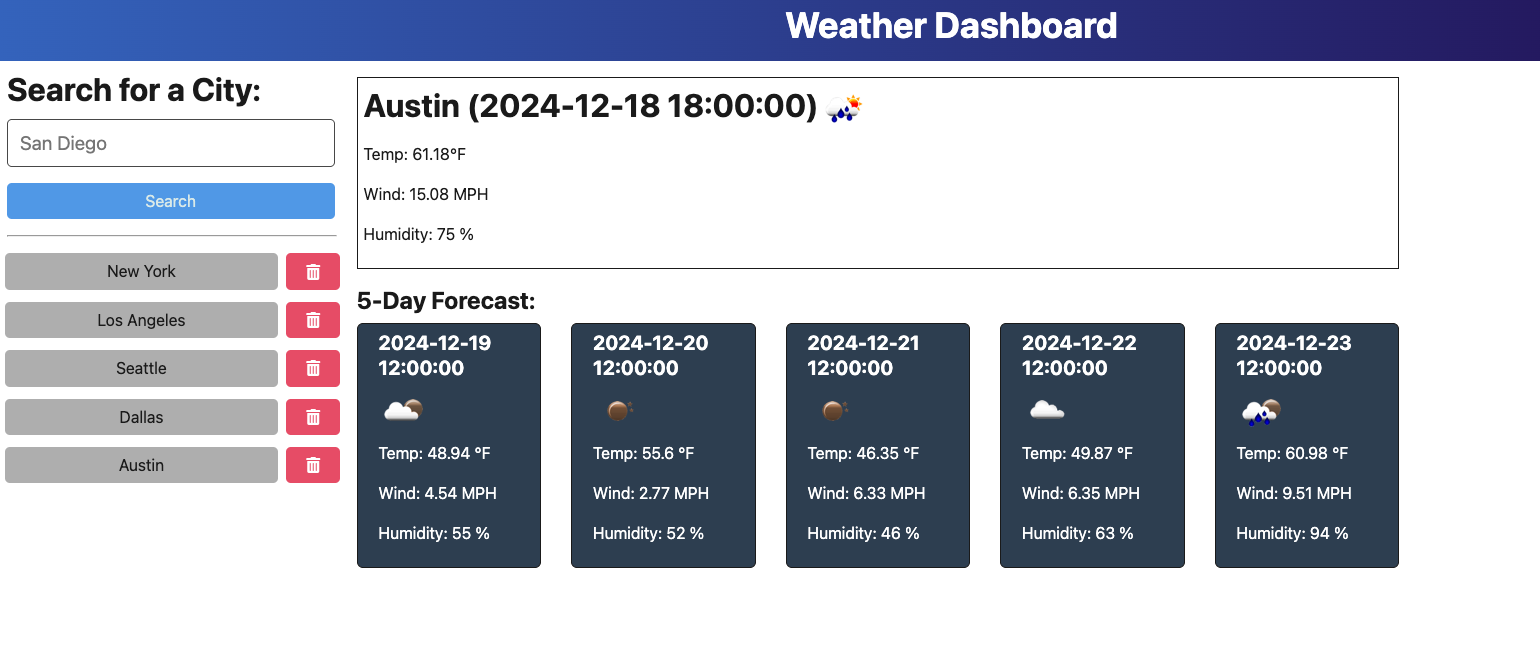 Weather Dashboard
Search for a City:
San Diego
Search
New York
Los Angeles
Seattle
Dallas
Austin
Austin (2024-12-18 18:00:00)
Temp: 61.18°F
Wind: 15.08 MPH
Humidity: 75 %
5-Day Forecast:
2024-12-19
12:00:00
Temp: 48.94 °F
Wind: 4.54 MPH
Humidity: 55 %
2024-12-20
12:00:00
Temp: 55.6 °F
Wind: 2.77 MPH
Humidity: 52 %
2024-12-21
12:00:00
Temp: 46.35 °F
Wind: 6.33 MPH
Humidity: 46 %
2024-12-22
12:00:00
Temp: 49.87 °F
Wind: 6.35 MPH
Humidity: 63 %
2024-12-23
12:00:00
Temp: 60.98 °F
Wind: 9.51 MPH
Humidity: 94 %